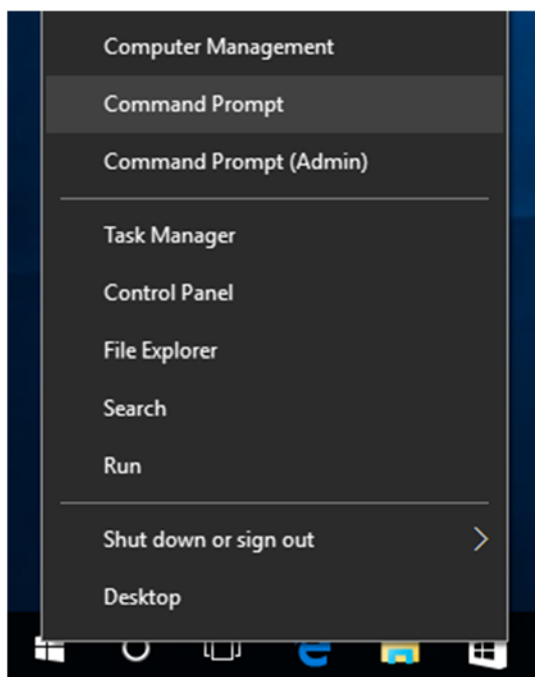 Computer Management
Command Prompt
Command Prompt (Admin)
Task Manager
Control Panel
File Explorer
Search
Run
Shut down or sign out
Desktop